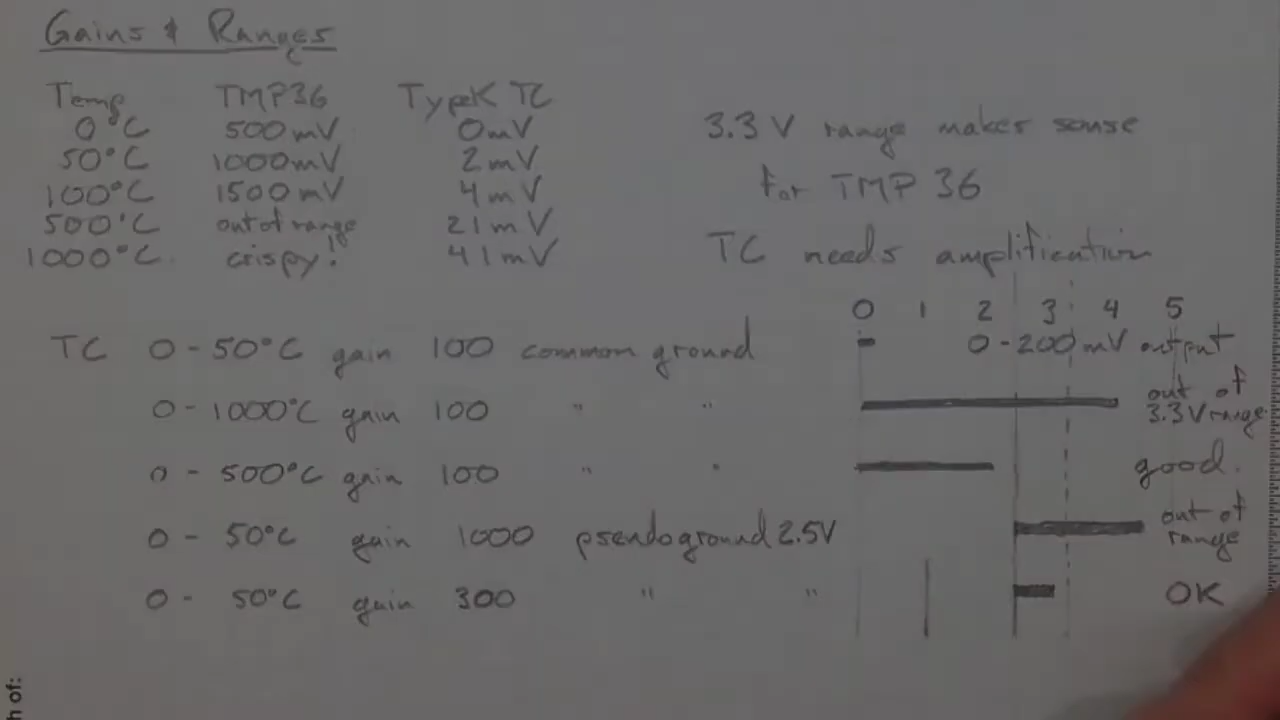 Gains & Ranges
Temp TMP36 TypeK TC
0°C 500mV 0mV
50°C 1000mV 2mV
100°C 1500mV 4mV
500°C out of range 21mV
1000°C. crispy! 41mV
3.3V range makes sense
for TMP 36
TC needs amplification
0 1 2 3 4 5
TC 0-50°C gain 100 common ground 0-200mV output
0-1000°C gain 100 " " out of
3.3V range
0-500°C gain 100 " " good.
0-50°C gain 1000 pseudoground 2.5V out of
range
0-50°C gain 300 " " OK
h of: